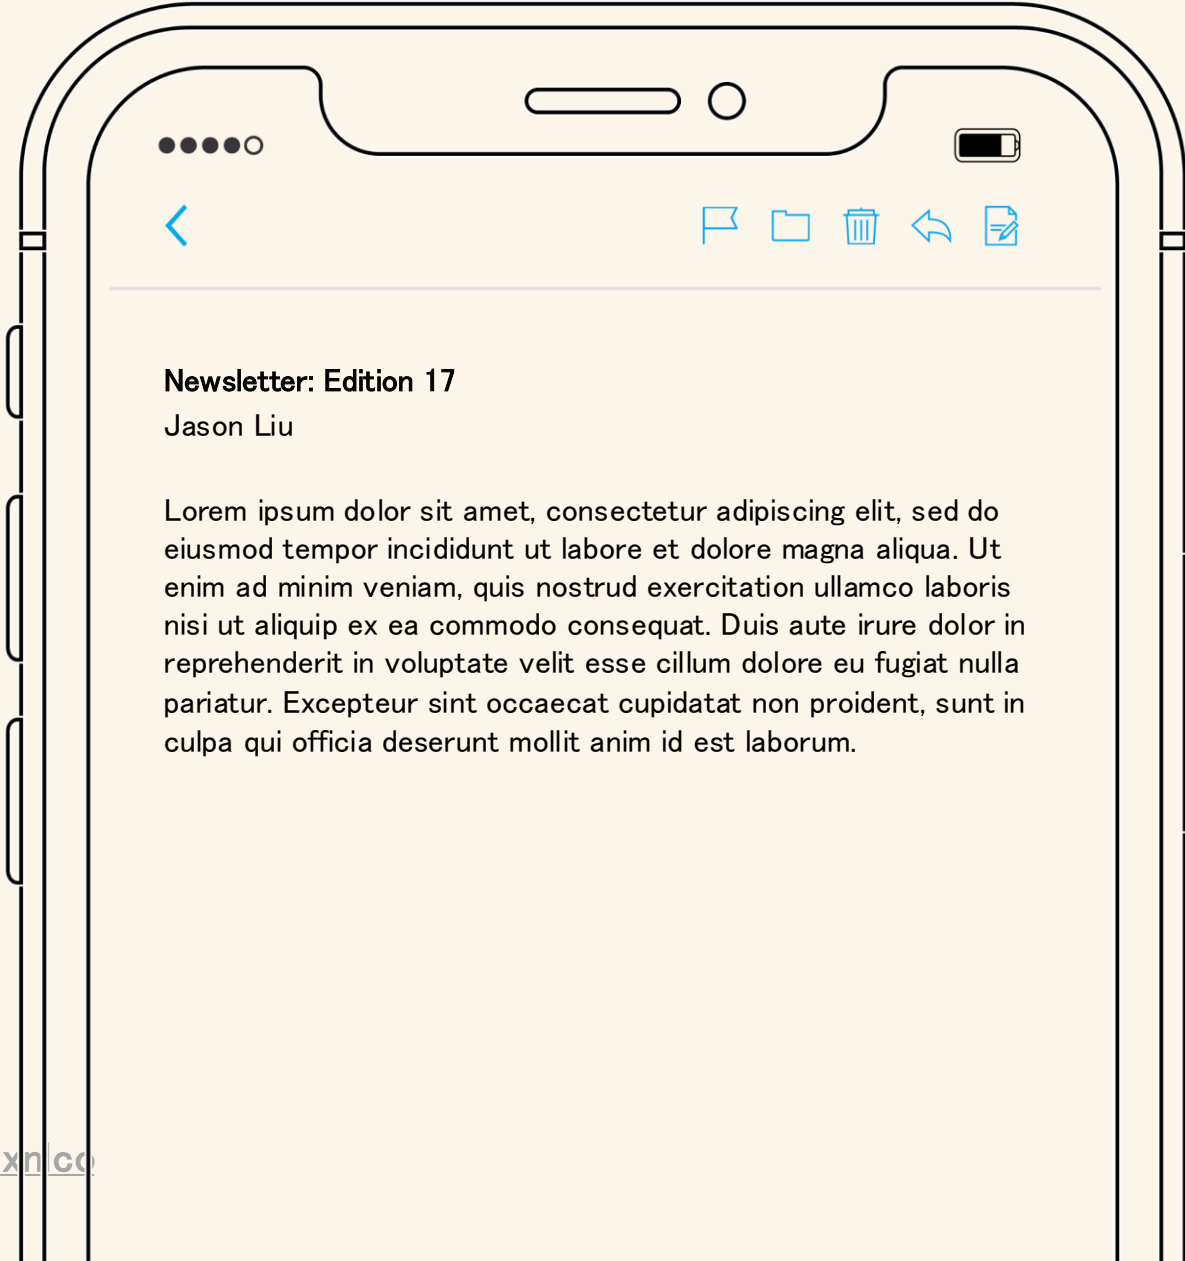 Newsletter: Edition 17
Jason Liu
Lorem ipsum dolor sit amet, consectetur adipiscing elit, sed do
eiusmod tempor incididunt ut labore et dolore magna aliqua. Ut
enim ad minim veniam, quis nostrud exercitation ullamco laboris
nisi ut aliquip ex ea commodo consequat. Duis aute irure dolor in
reprehenderit in voluptate velit esse cillum dolore eu fugiat nulla
pariatur. Excepteur sint occaecat cupidatat non proident, sunt in
culpa qui officia deserunt mollit anim id est laborum.